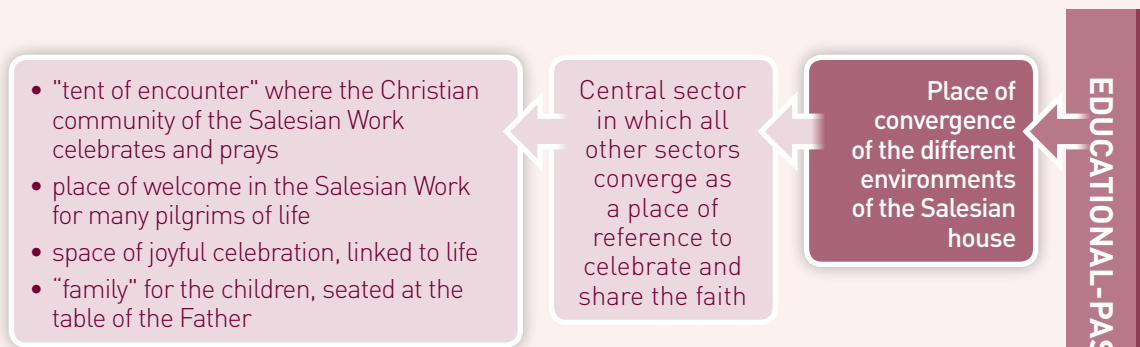 • "tent of encounter" where the Christian
community of the Salesian Work
celebrates and prays
• place of welcome in the Salesian Work
for many pilgrims of life
• space of joyful celebration, linked to life
• “family" for the children, seated at the
table of the Father
Central sector
in which all
other sectors
converge as
a place of
reference to
celebrate and
share the faith
Place of
convergence
of the different
environments
of the Salesian
house
EDUCATIONAL-PAS